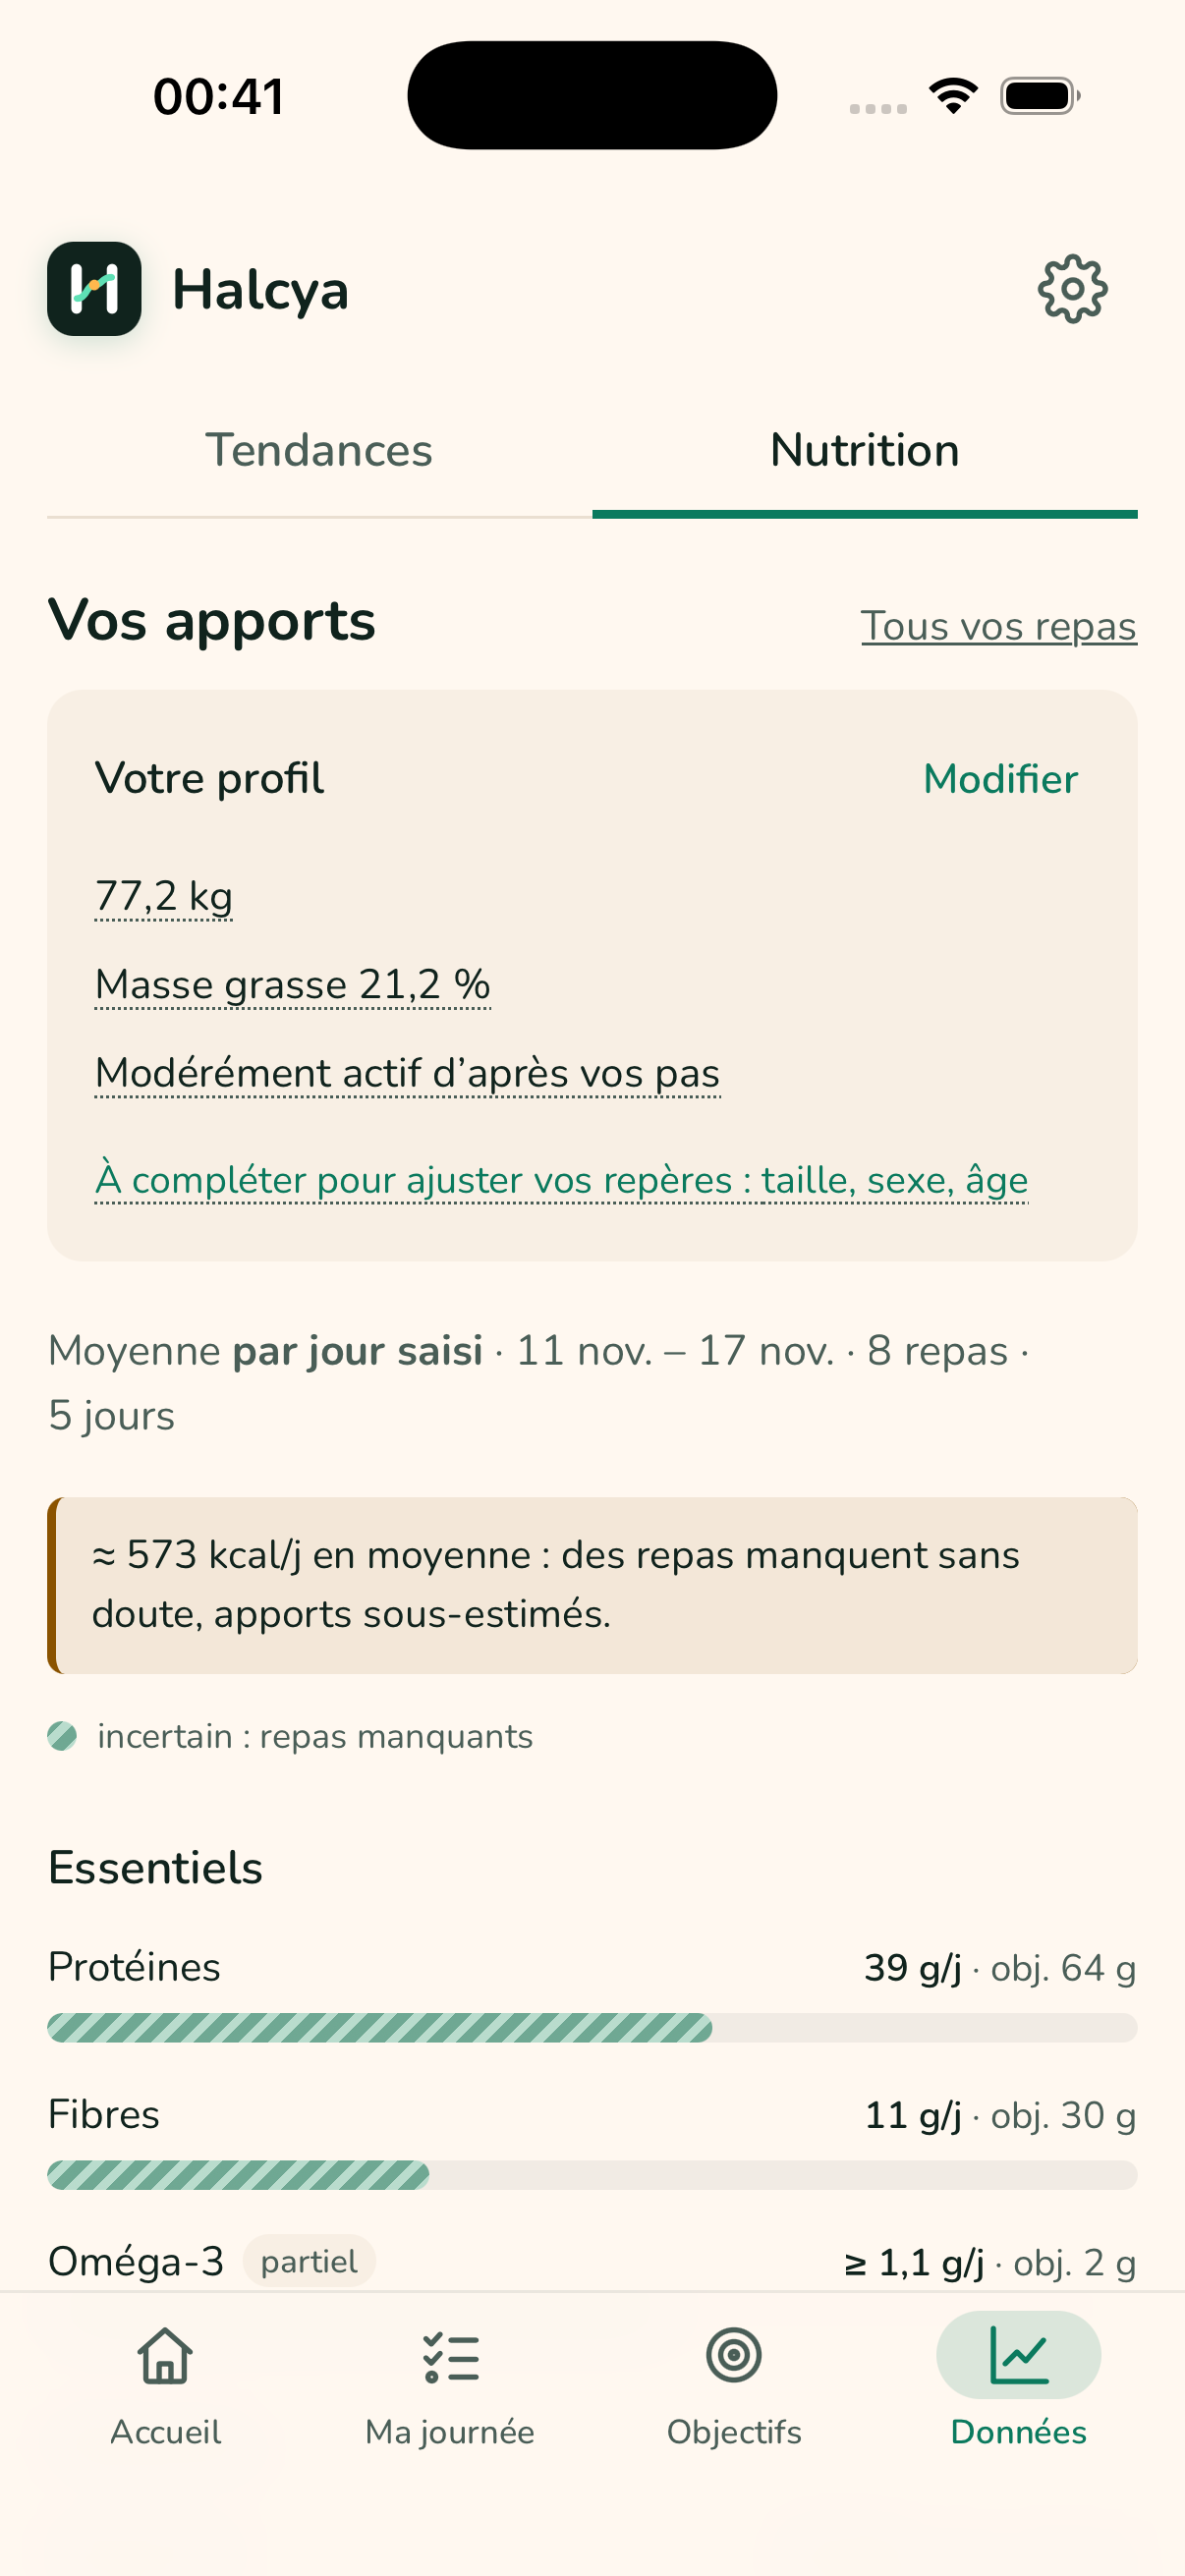 00:41
Halcya
Tendances
Nutrition
Vos apports
Tous vos repas
Votre profil
Modifier
77,2 kg
Masse grasse 21,2 %
Modérément actif d’après vos pas
À compléter pour ajuster vos repères : taille, sexe, âge
Moyenne par jour saisi · 11 nov. – 17 nov. · 8 repas ·
5 jours
≈ 573 kcal/j en moyenne : des repas manquent sans
doute, apports sous-estimés.
incertain : repas manquants
Essentiels
Protéines
39 g/j · obj. 64 g
Fibres
11 g/j · obj. 30 g
Oméga-3 partiel
≥ 1,1 g/j · obj. 2 g
Accueil
Ma journée
Objectifs
Données